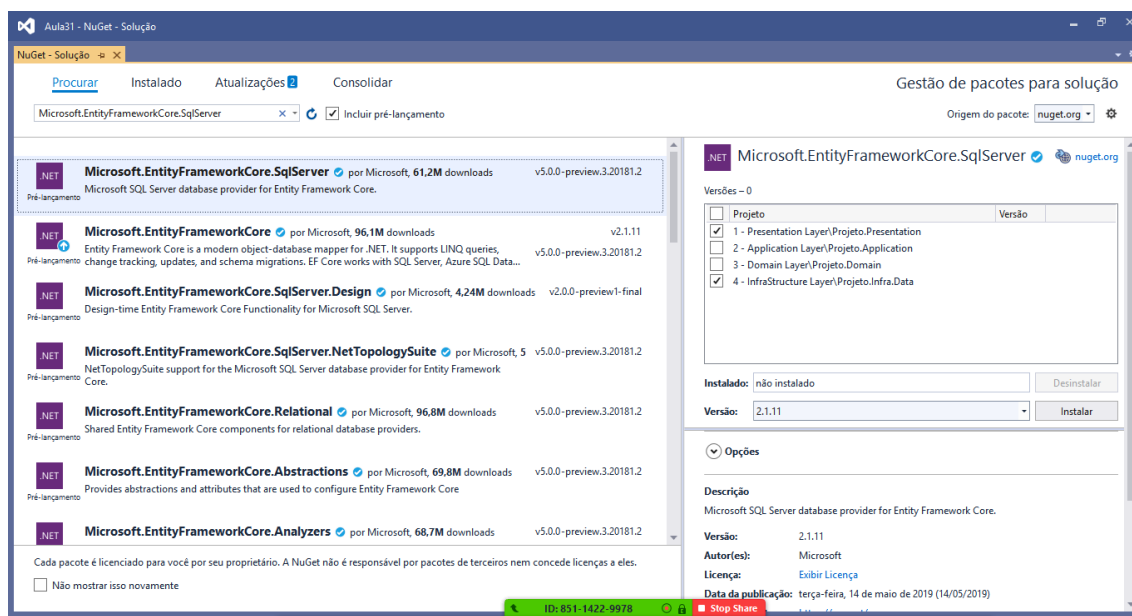 Aula31 - NuGet - Solução
NuGet - Solução
Procurar Instalado Atualizações 2 Consolidar
Gestão de pacotes para solução
Microsoft.EntityFrameworkCore.SqlServer
Incluir pré-lançamento
Origem do pacote: nuget.org
.NET
Pré-lançamento
Microsoft.EntityFrameworkCore.SqlServer por Microsoft, 61,2M downloads v5.0.0-preview.3.20181.2
Microsoft SQL Server database provider for Entity Framework Core.
.NET
Pré-lançamento
Microsoft.EntityFrameworkCore por Microsoft, 96,1M downloads v2.1.11
Entity Framework Core is a modern object-database mapper for .NET. It supports LINQ queries, v5.0.0-preview.3.20181.2
change tracking, updates, and schema migrations. EF Core works with SQL Server, Azure SQL Data...
.NET
Pré-lançamento
Microsoft.EntityFrameworkCore.SqlServer.Design por Microsoft, 4,24M downloads v2.0.0-preview1-final
Design-time Entity Framework Core Functionality for Microsoft SQL Server.
.NET
Pré-lançamento
Microsoft.EntityFrameworkCore.SqlServer.NetTopologySuite por Microsoft, 5 v5.0.0-preview.3.20181.2
NetTopologySuite support for the Microsoft SQL Server database provider for Entity Framework
Core.
.NET
Pré-lançamento
Microsoft.EntityFrameworkCore.Relational por Microsoft, 96,8M downloads v5.0.0-preview.3.20181.2
Shared Entity Framework Core components for relational database providers.
.NET
Pré-lançamento
Microsoft.EntityFrameworkCore.Abstractions por Microsoft, 69,8M downloads v5.0.0-preview.3.20181.2
Provides abstractions and attributes that are used to configure Entity Framework Core
.NET
Microsoft.EntityFrameworkCore.Analyzers por Microsoft, 68,7M downloads v5.0.0-preview.3.20181.2
Cada pacote é licenciado para você por seu proprietário. A NuGet não é responsável por pacotes de terceiros nem concede licenças a eles.
Não mostrar isso novamente
.NET Microsoft.EntityFrameworkCore.SqlServer nuget.org
Versões – 0
Projeto Versão
1 - Presentation Layer\Projeto.Presentation
2 - Application Layer\Projeto.Application
3 - Domain Layer\Projeto.Domain
4 - InfraStructure Layer\Projeto.Infra.Data
Instalado: não instalado Desinstalar
Versão: 2.1.11 Instalar
Opções
Descrição
Microsoft SQL Server database provider for Entity Framework Core.
Versão: 2.1.11
Autor(es): Microsoft
Licença: Exibir Licença
Data da publicação: terça-feira, 14 de maio de 2019 (14/05/2019)
ID: 851-1422-9978 Stop Share